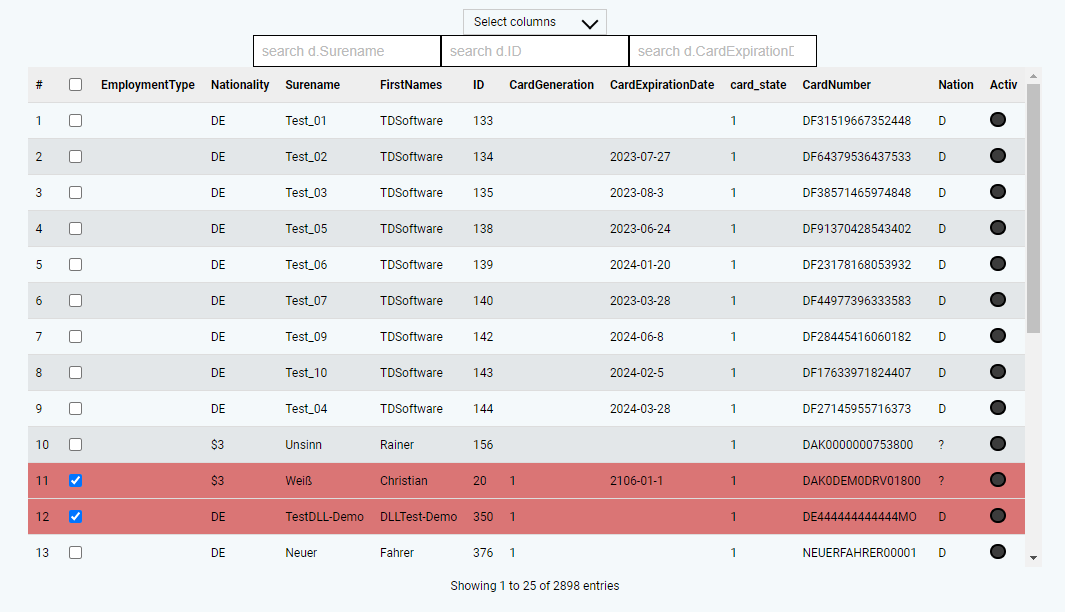 Select columns
search d.Surename search d.ID search d.CardExpirationD
# EmploymentType Nationality Surename FirstNames ID CardGeneration CardExpirationDate card_state CardNumber Nation Activ
1 DE Test_01 TDSoftware 133 1 DF31519667352448 D
2 DE Test_02 TDSoftware 134 2023-07-27 1 DF64379536437533 D
3 DE Test_03 TDSoftware 135 2023-08-3 1 DF38571465974848 D
4 DE Test_05 TDSoftware 138 2023-06-24 1 DF91370428543402 D
5 DE Test_06 TDSoftware 139 2024-01-20 1 DF23178168053932 D
6 DE Test_07 TDSoftware 140 2023-03-28 1 DF44977396333583 D
7 DE Test_09 TDSoftware 142 2024-06-8 1 DF28445416060182 D
8 DE Test_10 TDSoftware 143 2024-02-5 1 DF17633971824407 D
9 DE Test_04 TDSoftware 144 2024-03-28 1 DF27145955716373 D
10 $3 Unsinn Rainer 156 1 DAK0000000753800 ?
11 $3 Weiß Christian 20 1 2106-01-1 1 DAK0DEM0DRV01800 ?
12 DE TestDLL-Demo DLLTest-Demo 350 1 1 DE444444444444MO D
13 DE Neuer Fahrer 376 1 1 NEUERFAHRER00001 D
Showing 1 to 25 of 2898 entries